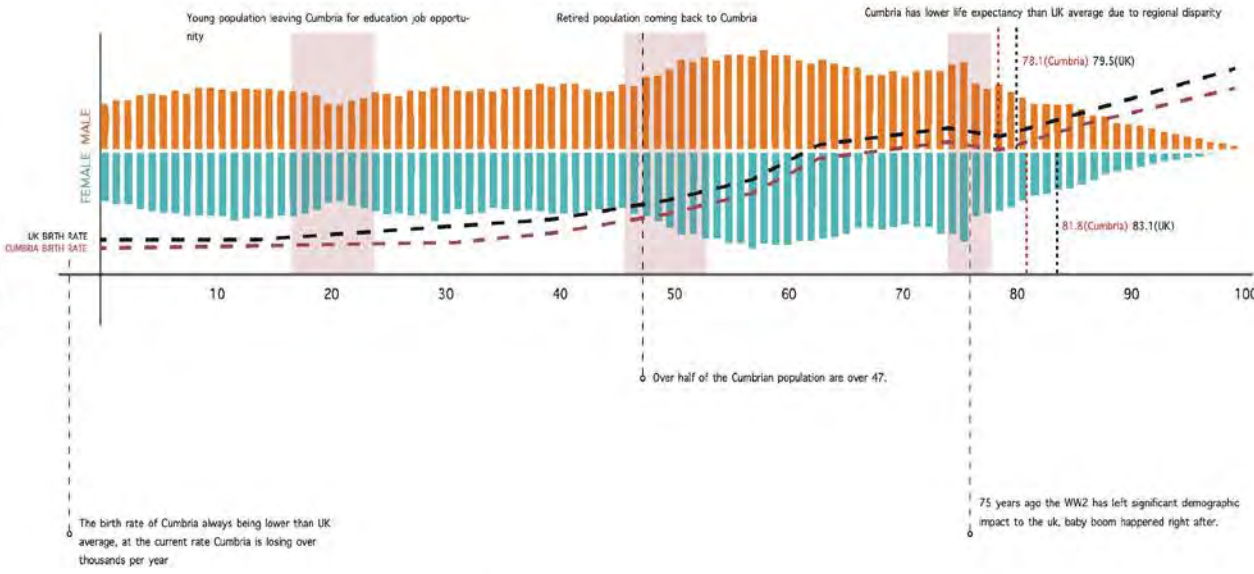 Young population leaving Cumbria for education job opportu-
nity
Retired population coming back to Cumbria
Cumbria has lower life expectancy than UK average due to regional disparity
78.1(Cumbria) 79.5(UK)
MALE
FEMALE
UK BIRTH RATE
CUMBRIA BIRTH RATE
81.8(Cumbria) 83.1(UK)
10 20 30 40 50 60 70 80 90 100
Over half of the Cumbrian population are over 47.
75 years ago the WW2 has left significant demographic
impact to the uk, baby boom happened right after.
The birth rate of Cumbria always being lower than UK
average, at the current rate Cumbria is losing over
thousands per year